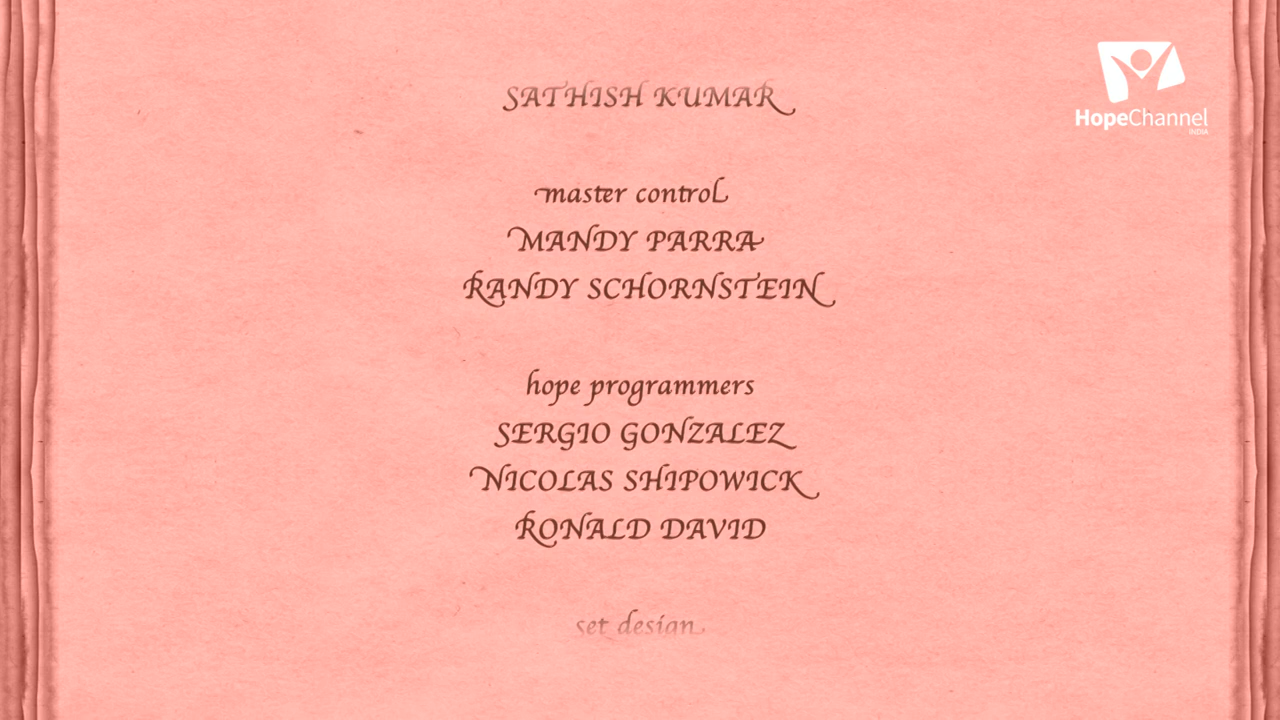 HopeChannel
INDIA
SATHISH KUMAR
master control
MANDY PARRA
RANDY SCHORNSTEIN
hope programmers
SERGIO GONZALEZ
NICOLAS SHIPOWICK
RONALD DAVID
set design